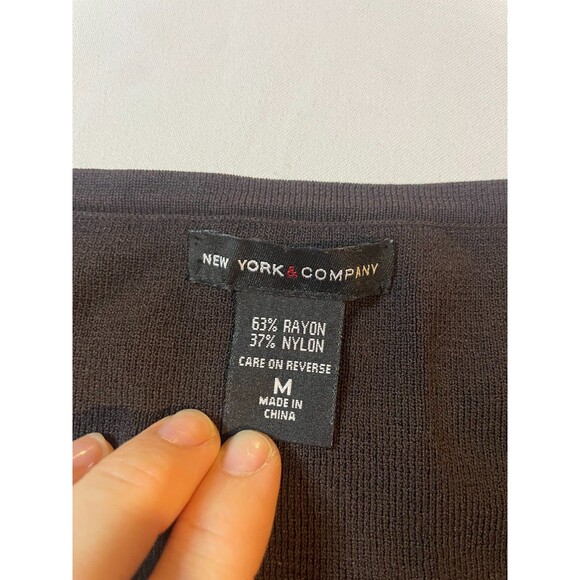 NEW YORK & COMPANY
63% RAYON
37% NYLON
CARE ON REVERSE
M
MADE IN
CHINA